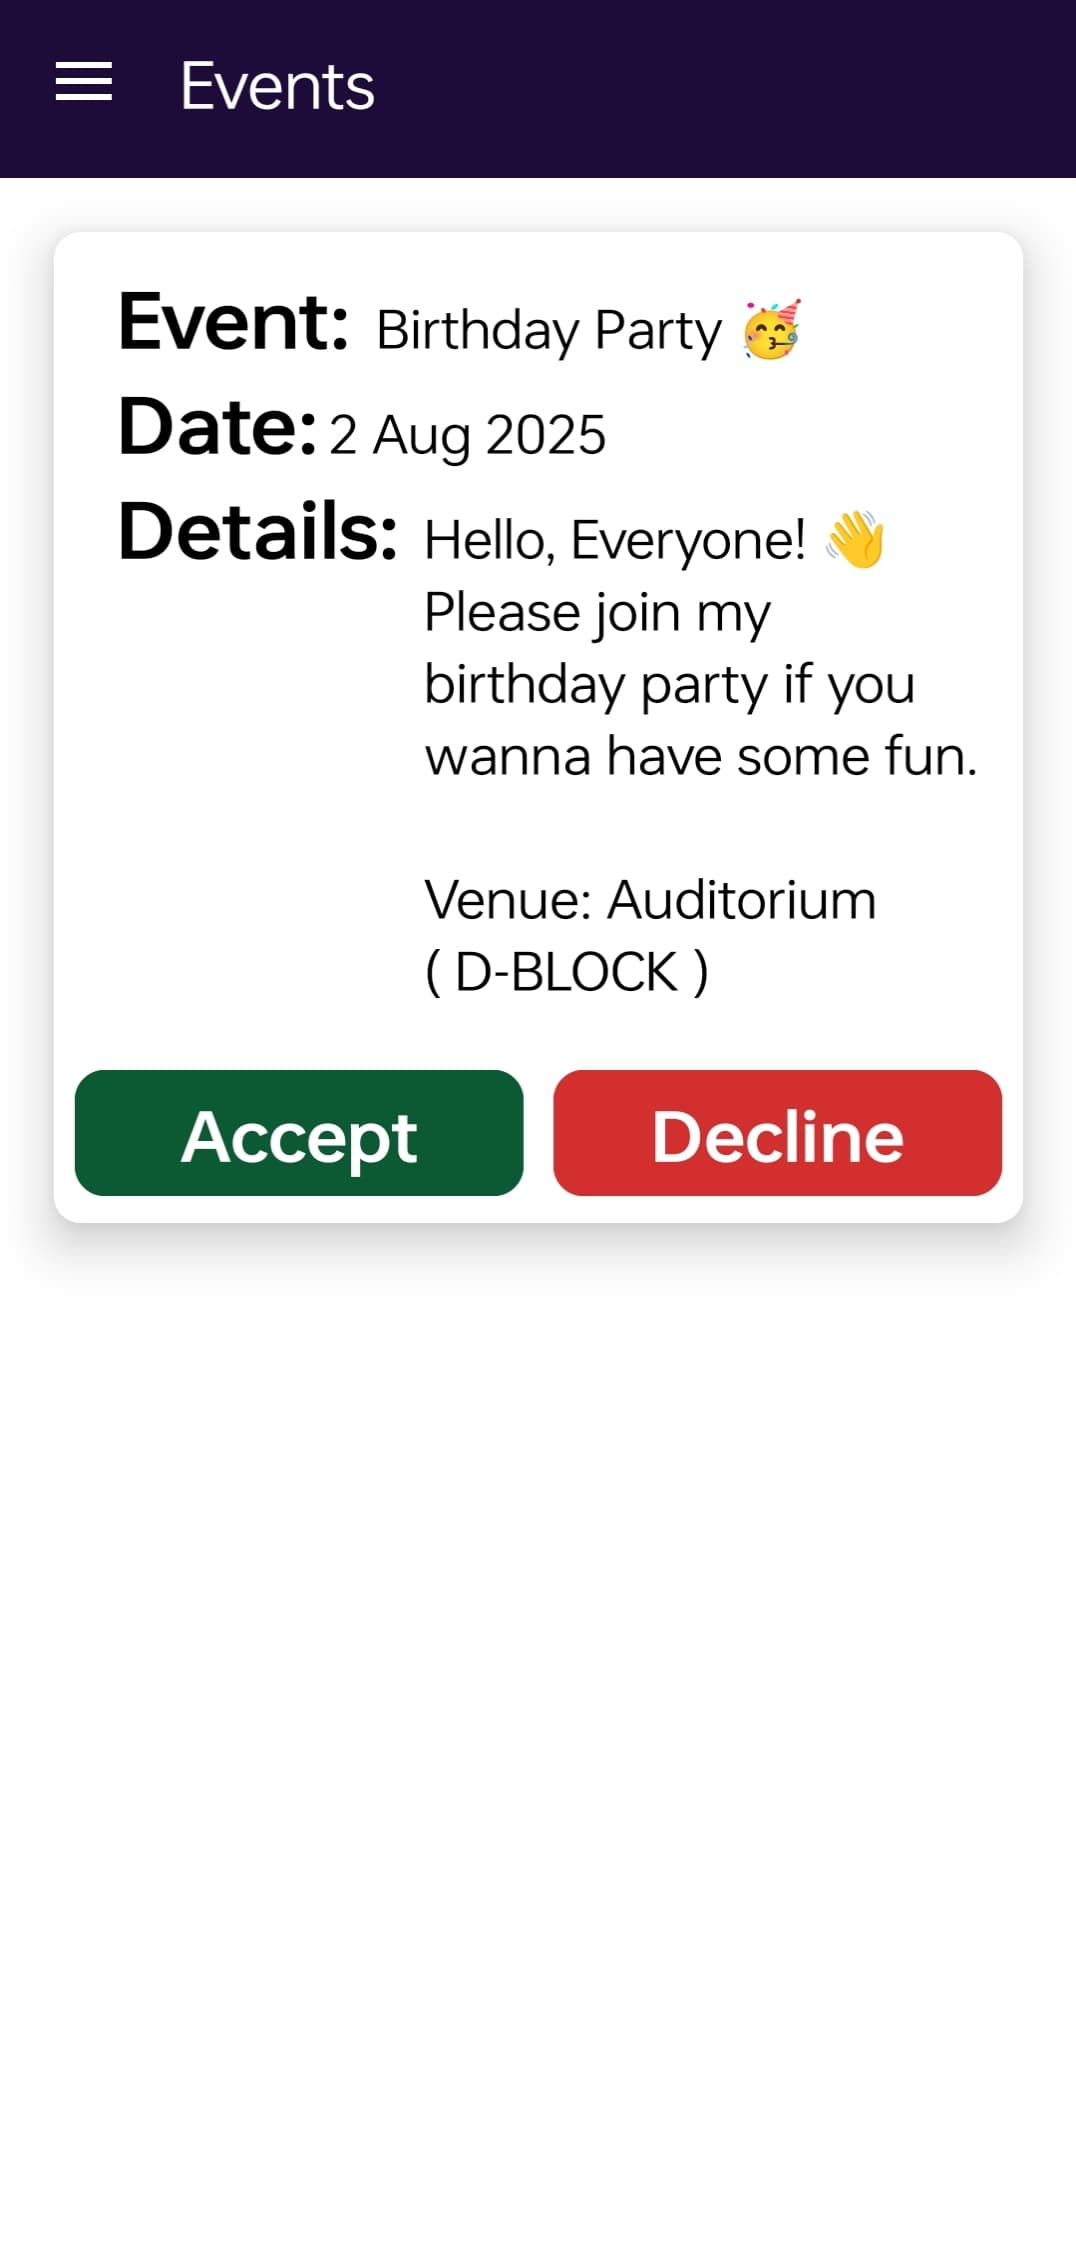 Events
Event: Birthday Party 🥳
Date: 2 Aug 2025
Details: Hello, Everyone! 👋
Please join my
birthday party if you
wanna have some fun.
Venue: Auditorium
( D-BLOCK )
Accept Decline